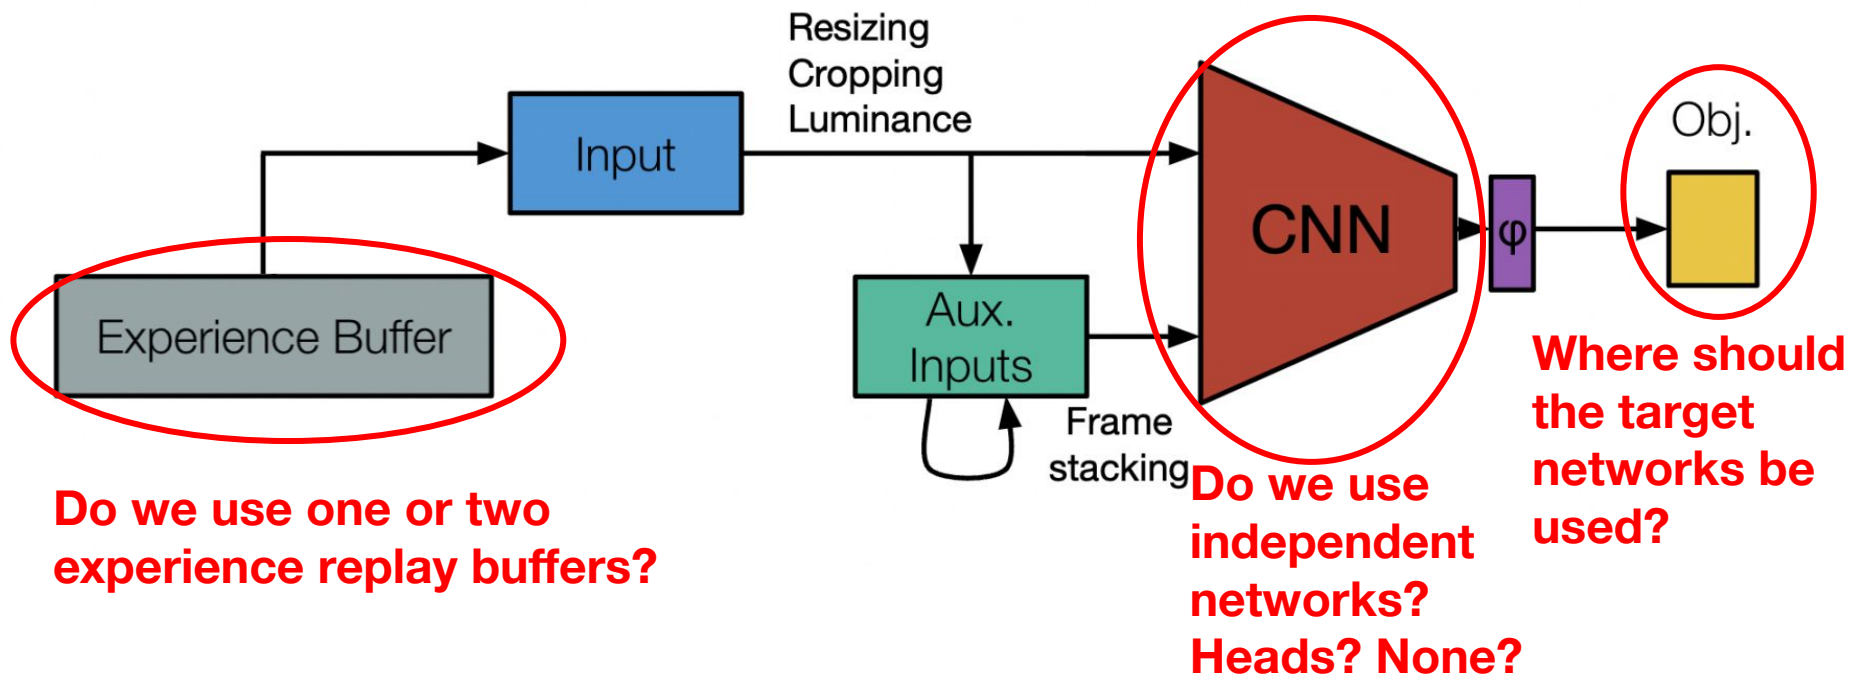 Resizing
Cropping
Luminance
Input
Obj.
CNN
φ
Experience Buffer
Aux.
Inputs
Frame
stacking
Do we use one or two
experience replay buffers?
Do we use
independent
networks?
Heads? None?
Where should
the target
networks be
used?